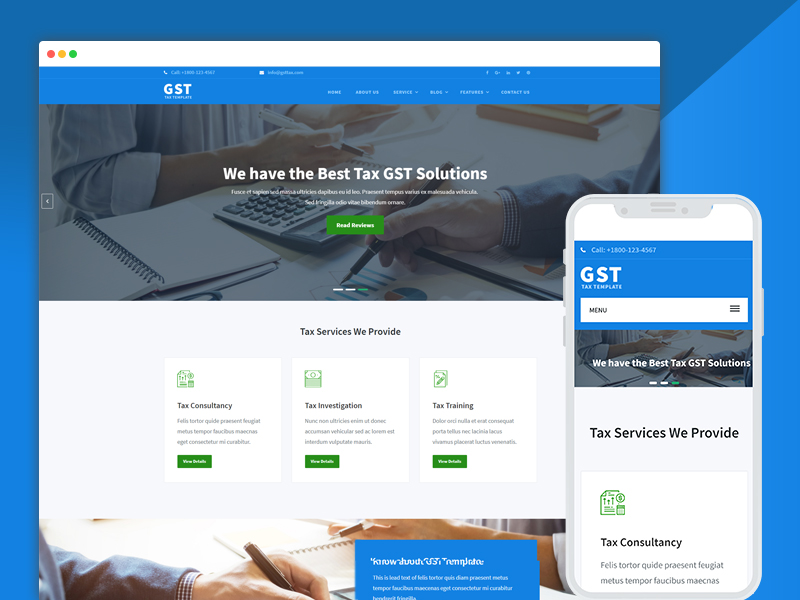 Call: +1800-123-4567
info@gsttax.com
GST
TAX TEMPLATE
HOME
ABOUT US
SERVICE
BLOG
FEATURES
CONTACT US
We have the Best Tax GST Solutions
Fusce et sapien sed massa ultricies dapibus eu id leo. Praesent tempus varius ex malesuada vehicula.
Sed fringilla odio vitae bibendum ornare.
Read Reviews
Tax Services We Provide
Tax Consultancy
Felis tortor quide praesent feugiat
metus tempor faucibus maecnas
eget consectetur mi curabitur.
View Details
Tax Investigation
Nunc non ultricies enim ut donec
accumsan vehicular sed ac lorem est
interdum vulputate mauris.
View Details
Tax Training
Dolor orci nulla et erat consequat
porta tellus nec lacinia lacus
vivamus placerat luctus venenatis.
View Details
Know about GST Template
This is lead text of felis tortor quis diam praesent metus
tempor faucibus maecenas eget consectetur mi curabitur
hendrerit fringilla.
Call: +1800-123-4567
GST
TAX TEMPLATE
MENU
We have the Best Tax GST Solutions
Tax Services We Provide
Tax Consultancy
Felis tortor quide praesent feugiat
metus tempor faucibus maecnas